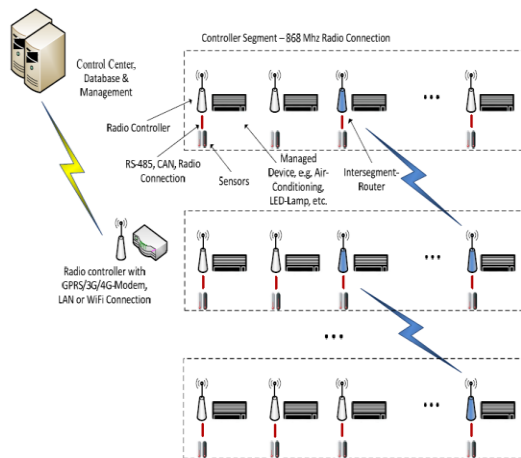 Controller Segment – 868 Mhz Radio Connection
Control Center,
Database &
Management
Radio Controller
RS-485, CAN, Radio
Connection
Sensors
Managed
Device, e.g. Air-
Conditioning,
LED-Lamp, etc.
Intersegment-
Router
Radio controller with
GPRS/3G/4G-Modem,
LAN or WiFi Connection